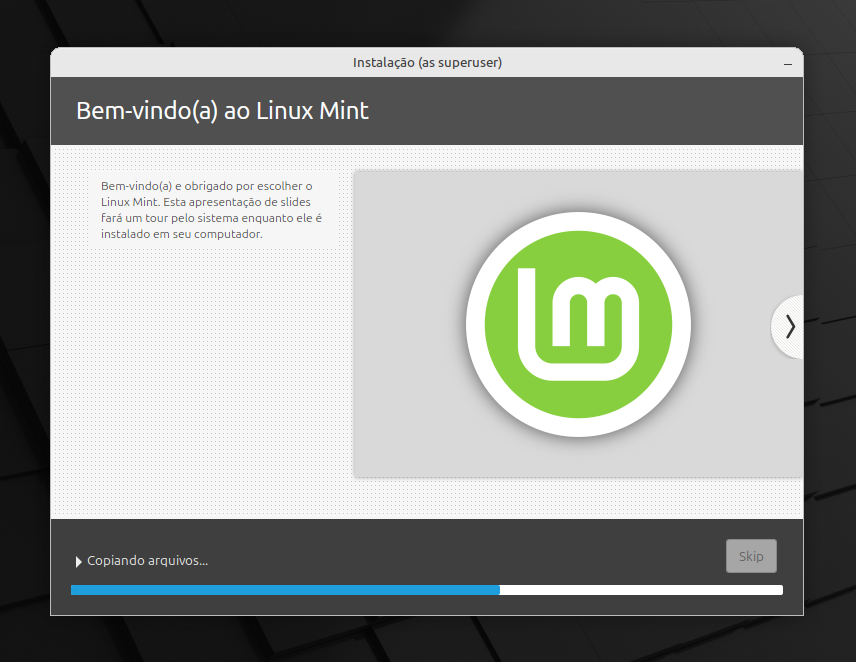 Instalação (as superuser)
Bem-vindo(a) ao Linux Mint
Bem-vindo(a) e obrigado por escolher o
Linux Mint. Esta apresentação de slides
fará um tour pelo sistema enquanto ele é
instalado em seu computador.
Copiando arquivos...
Skip